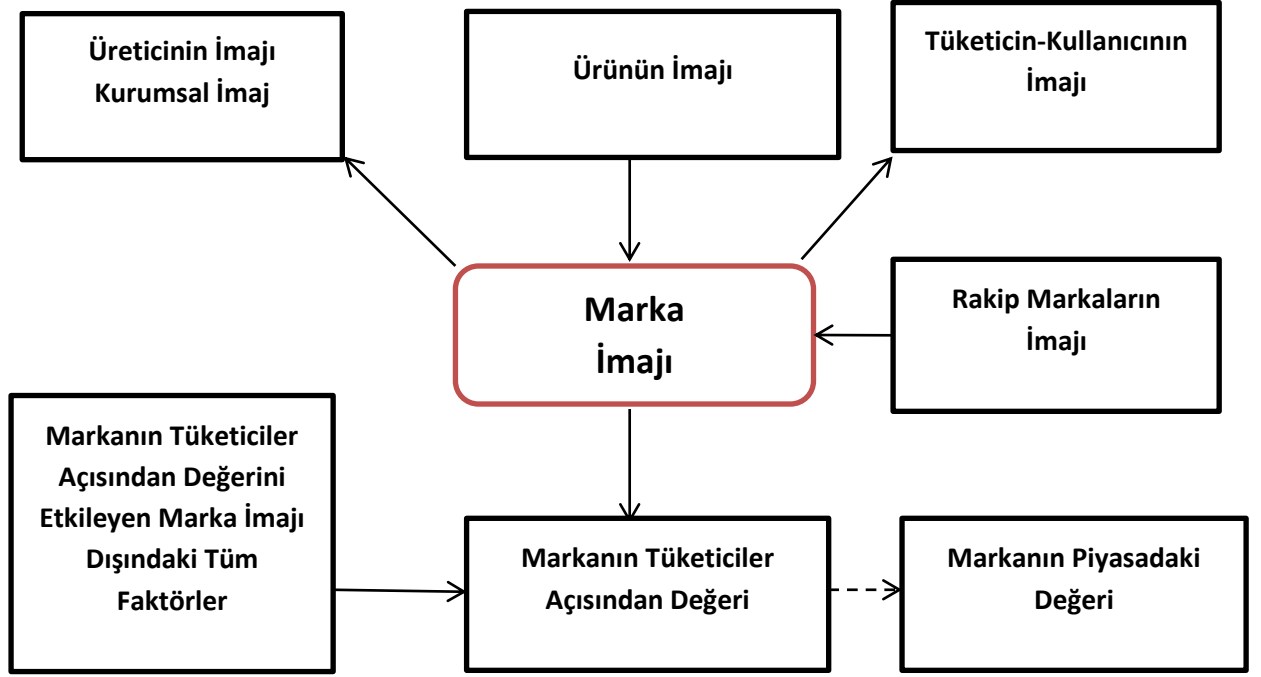 Üreticinin İmajı
Kurumsal İmaj
Ürünün İmajı
Tüketicin-Kullanıcının
İmajı
Marka
İmajı
Rakip Markaların
İmajı
Markanın Tüketiciler
Açısından Değerini
Etkileyen Marka İmajı
Dışındaki Tüm
Faktörler
Markanın Tüketiciler
Açısından Değeri
Markanın Piyasadaki
Değeri